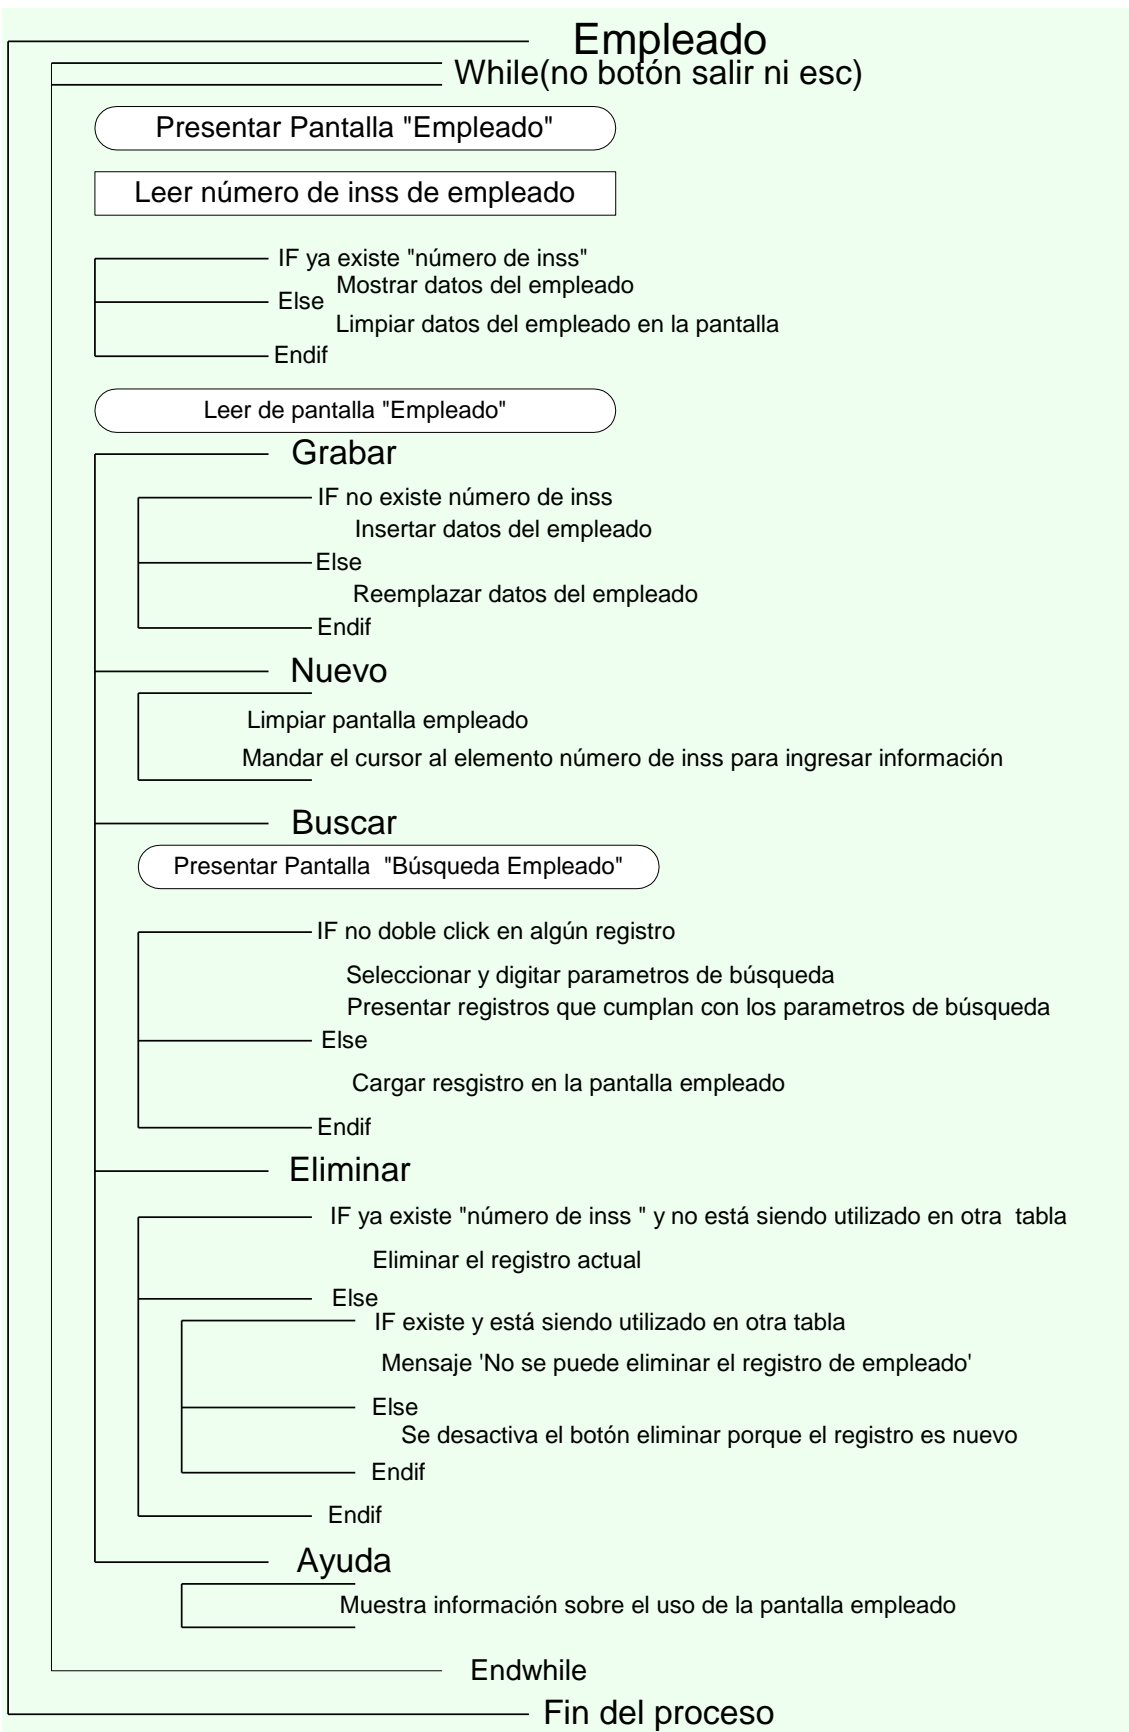 Empleado
While(no botón salir ni esc)
Presentar Pantalla "Empleado"
Leer número de inss de empleado
IF ya existe "número de inss"
Mostrar datos del empleado
Else
Limpiar datos del empleado en la pantalla
Endif
Leer de pantalla "Empleado"
Grabar
IF no existe número de inss
Insertar datos del empleado
Else
Reemplazar datos del empleado
Endif
Nuevo
Limpiar pantalla empleado
Mandar el cursor al elemento número de inss para ingresar información
Buscar
Presentar Pantalla "Búsqueda Empleado"
IF no doble click en algún registro
Seleccionar y digitar parametros de búsqueda
Presentar registros que cumplan con los parametros de búsqueda
Else
Cargar resgistro en la pantalla empleado
Endif
Eliminar
IF ya existe "número de inss " y no está siendo utilizado en otra tabla
Eliminar el registro actual
Else
IF existe y está siendo utilizado en otra tabla
Mensaje 'No se puede eliminar el registro de empleado'
Else
Se desactiva el botón eliminar porque el registro es nuevo
Endif
Endif
Ayuda
Muestra información sobre el uso de la pantalla empleado
Endwhile
Fin del proceso